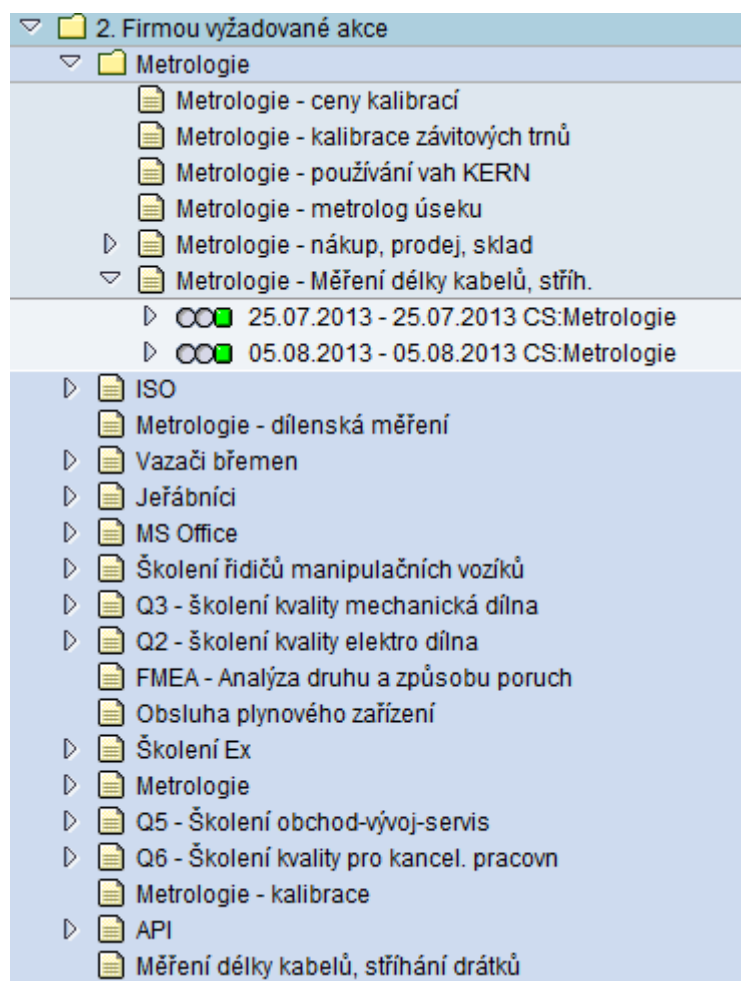 2. Firmou vyžadované akce
Metrologie
Metrologie - ceny kalibrací
Metrologie - kalibrace závitových trnů
Metrologie - používání vah KERN
Metrologie - metrolog úseku
Metrologie - nákup, prodej, sklad
Metrologie - Měření délky kabelů, stříh.
25.07.2013 - 25.07.2013 CS:Metrologie
05.08.2013 - 05.08.2013 CS:Metrologie
ISO
Metrologie - dílenská měření
Vazači břemen
Jeřábníci
MS Office
Školení řidičů manipulačních vozíků
Q3 - školení kvality mechanická dílna
Q2 - školení kvality elektro dílna
FMEA - Analýza druhu a způsobu poruch
Obsluha plynového zařízení
Školení Ex
Metrologie
Q5 - Školení obchod-vývoj-servis
Q6 - Školení kvality pro kancel. pracovn
Metrologie - kalibrace
API
Měření délky kabelů, stříhání drátků